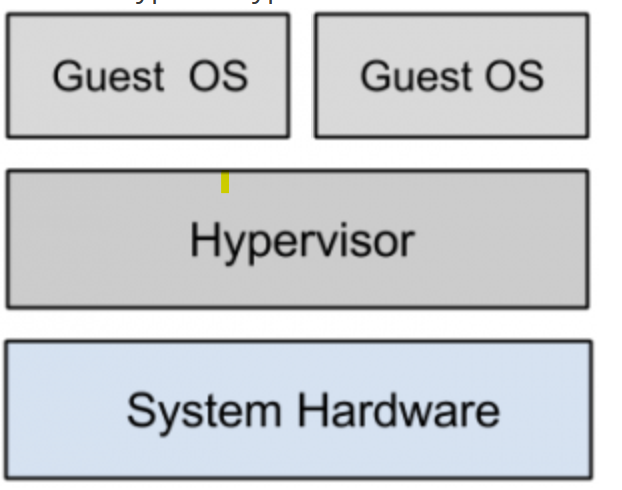 Guest OS Guest OS
Hypervisor
System Hardware